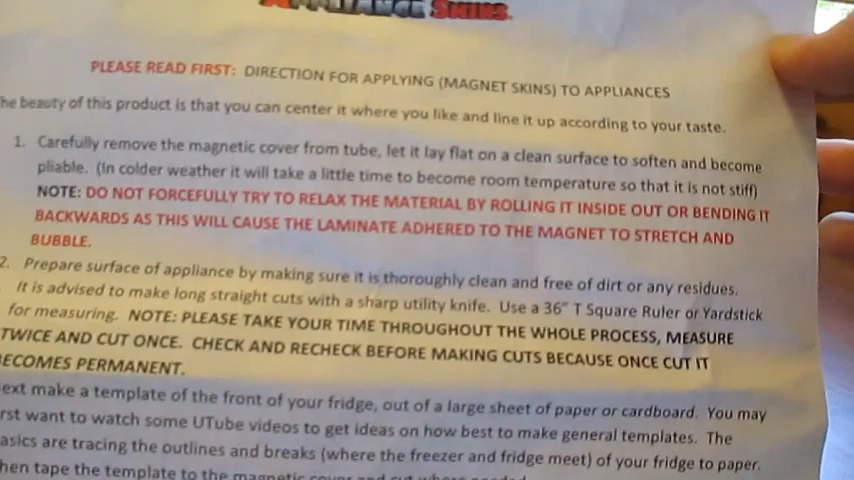 APPLIANCE SKINS
PLEASE READ FIRST: DIRECTION FOR APPLYING (MAGNET SKINS) TO APPLIANCES
he beauty of this product is that you can center it where you like and line it up according to your taste.
1. Carefully remove the magnetic cover from tube, let it lay flat on a clean surface to soften and become
pliable. (In colder weather it will take a little time to become room temperature so that it is not stiff)
NOTE: DO NOT FORCEFULLY TRY TO RELAX THE MATERIAL BY ROLLING IT INSIDE OUT OR BENDING IT
BACKWARDS AS THIS WILL CAUSE THE LAMINATE ADHERED TO THE MAGNET TO STRETCH AND
BUBBLE.
2. Prepare surface of appliance by making sure it is thoroughly clean and free of dirt or any residues.
It is advised to make long straight cuts with a sharp utility knife. Use a 36" T Square Ruler or Yardstick
for measuring. NOTE: PLEASE TAKE YOUR TIME THROUGHOUT THE WHOLE PROCESS, MEASURE
TWICE AND CUT ONCE. CHECK AND RECHECK BEFORE MAKING CUTS BECAUSE ONCE CUT IT
ECOMES PERMANENT.
ext make a template of the front of your fridge, out of a large sheet of paper or cardboard. You may
rst want to watch some UTube videos to get ideas on how best to make general templates. The
asics are tracing the outlines and breaks (where the freezer and fridge meet) of your fridge to paper.
hen tape the template to the magnetic cover and cut where needed.